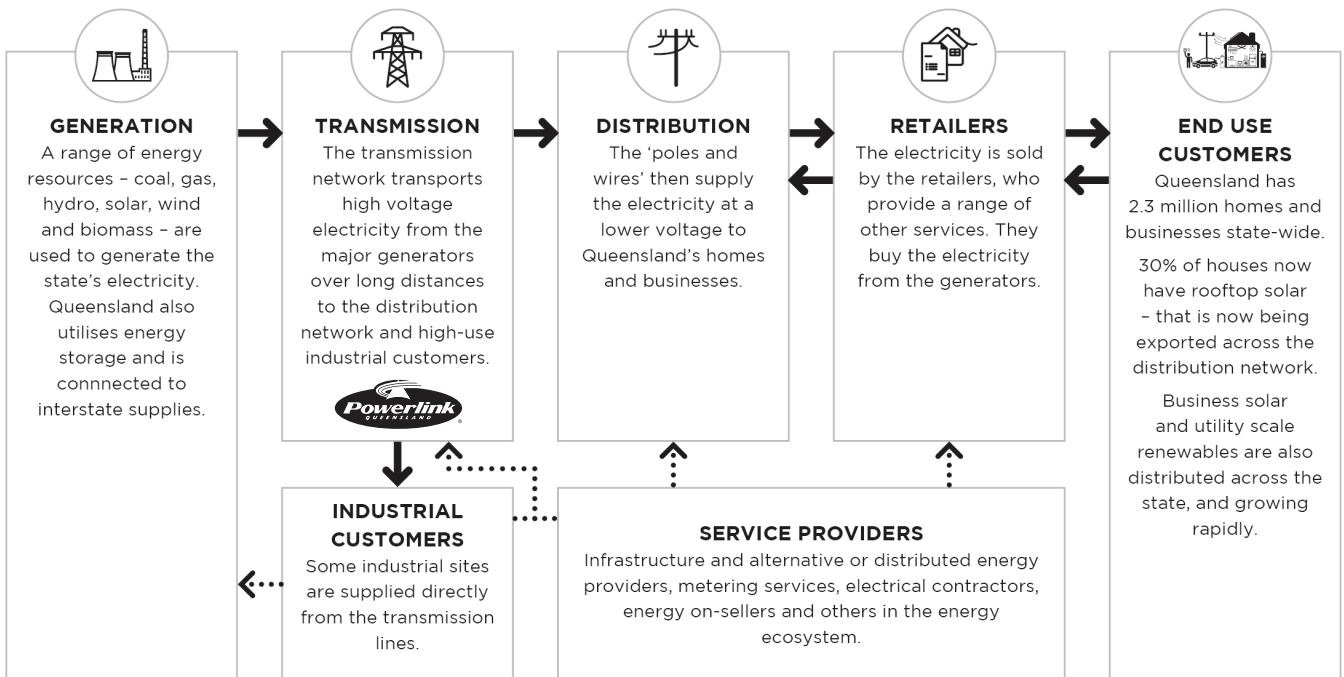 GENERATION
A range of energy
resources – coal, gas,
hydro, solar, wind
and biomass – are
used to generate the
state’s electricity.
Queensland also
utilises energy
storage and is
connnected to
interstate supplies.
TRANSMISSION
The transmission
network transports
high voltage
electricity from the
major generators
over long distances
to the distribution
network and high-use
industrial customers.
Powerlink
QUEENSLAND
DISTRIBUTION
The ‘poles and
wires’ then supply
the electricity at a
lower voltage to
Queensland’s homes
and businesses.
RETAILERS
The electricity is sold
by the retailers, who
provide a range of
other services. They
buy the electricity
from the generators.
END USE
CUSTOMERS
Queensland has
2.3 million homes and
businesses state-wide.
30% of houses now
have rooftop solar
– that is now being
exported across the
distribution network.
Business solar
and utility scale
renewables are also
distributed across the
state, and growing
rapidly.
INDUSTRIAL
CUSTOMERS
Some industrial sites
are supplied directly
from the transmission
lines.
SERVICE PROVIDERS
Infrastructure and alternative or distributed energy
providers, metering services, electrical contractors,
energy on-sellers and others in the energy
ecosystem.